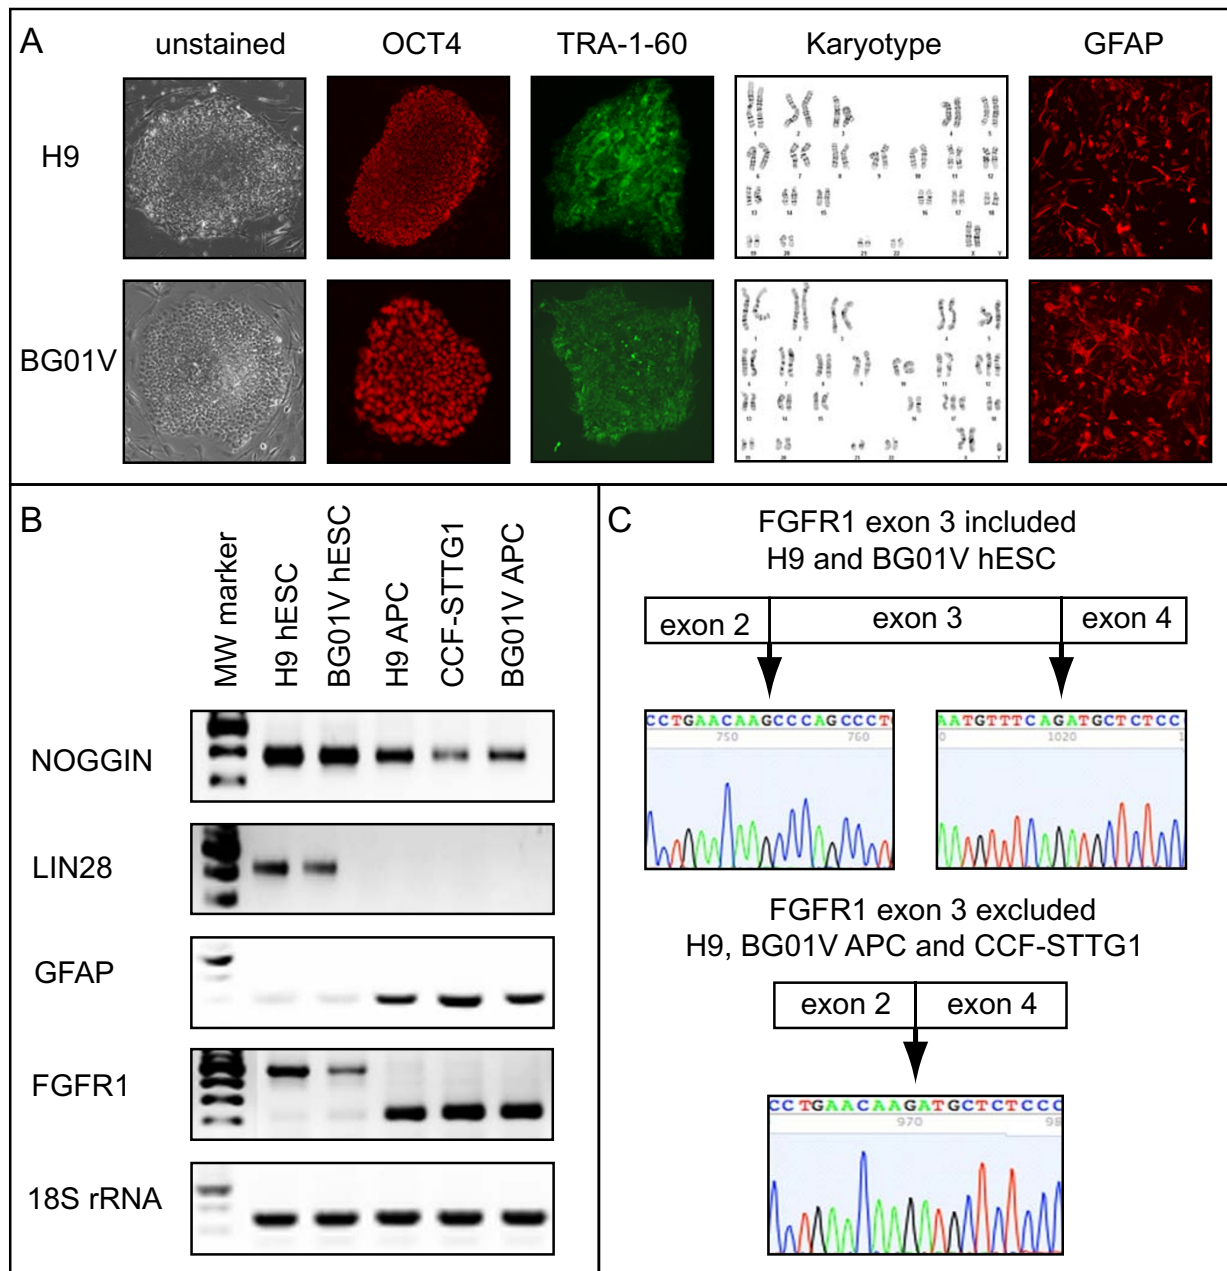 A
unstained
OCT4
TRA-1-60
Karyotype
GFAP
H9
BG01V
B
MW marker
H9 hESC
BG01V hESC
H9 APC
CCF-STTG1
BG01V APC
NOGGIN
LIN28
GFAP
FGFR1
18S rRNA
C
FGFR1 exon 3 included
H9 and BG01V hESC
exon 2
exon 3
exon 4
CCTGAACAAGCCCAGCCCT
750
760
AATGTTTCAGATGCTCTCC
1020
FGFR1 exon 3 excluded
H9, BG01V APC and CCF-STTG1
exon 2
exon 4
CCTGAACAAGATGCTCTCCC
970